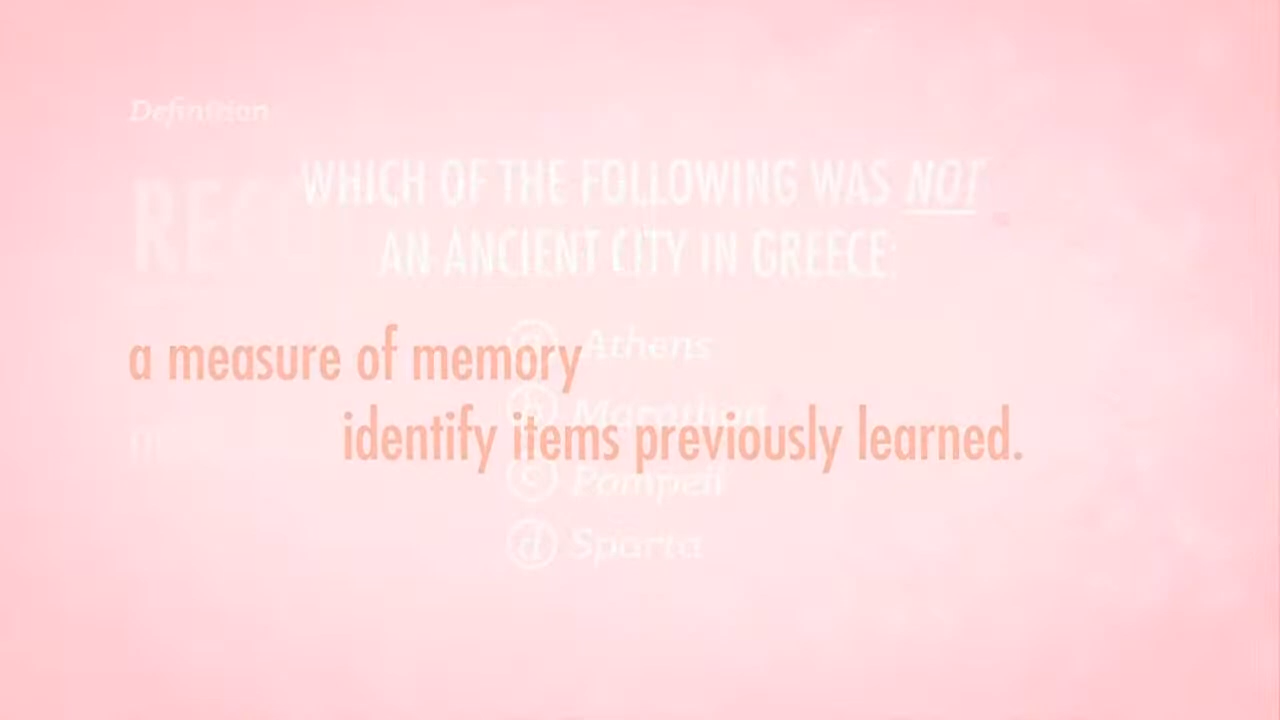 Definition
REC
WHICH OF THE FOLLOWING WAS NOT
AN ANCIENT CITY IN GREECE:
a measure of memory
identify items previously learned.
a Athens
b Marathon
c Pompeii
d Sparta